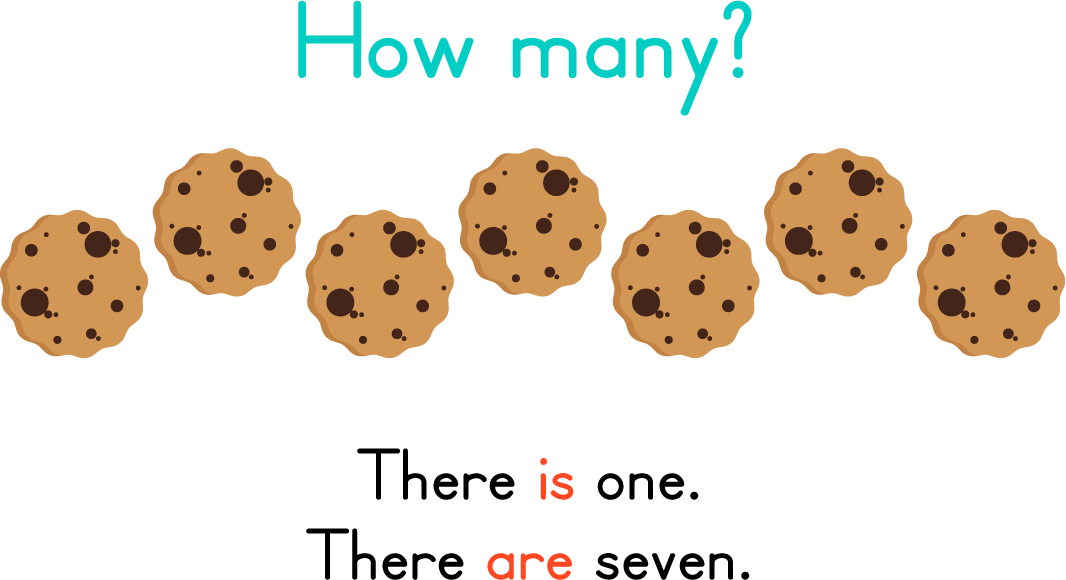 How many?
There is one.
There are seven.